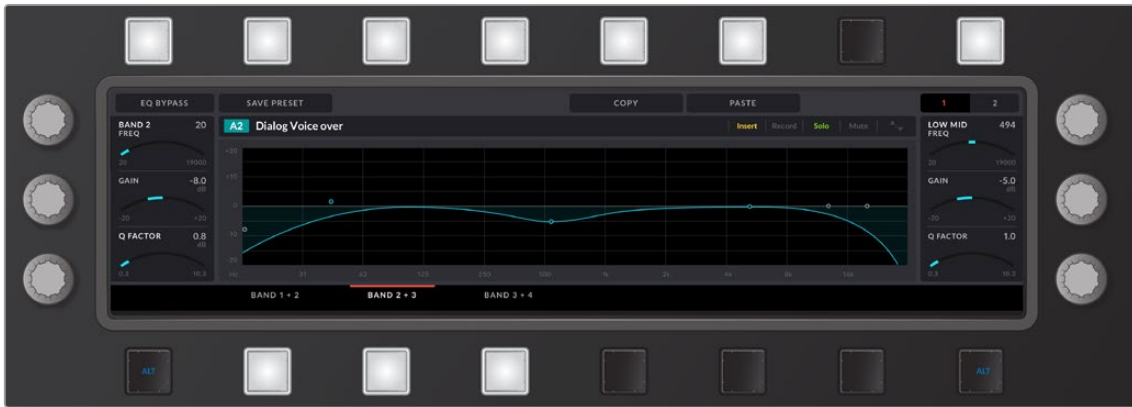 EQ BYPASS SAVE PRESET COPY PASTE 1 2
BAND 2 20
FREQ
20 19000
GAIN -8.0
dB
-20 +20
Q FACTOR 0.8
dB
0.3 10.3
A2 Dialog Voice over Insert Record Solo Mute
+20
+10
0
-10
-20
Hz 31 62 125 250 500 1k 2k 4k 8k 16k
LOW MID 494
FREQ
20 19000
GAIN -5.0
dB
-20 +20
Q FACTOR 1.0
0.3 10.3
BAND 1 + 2 BAND 2 + 3 BAND 3 + 4
ALT ALT